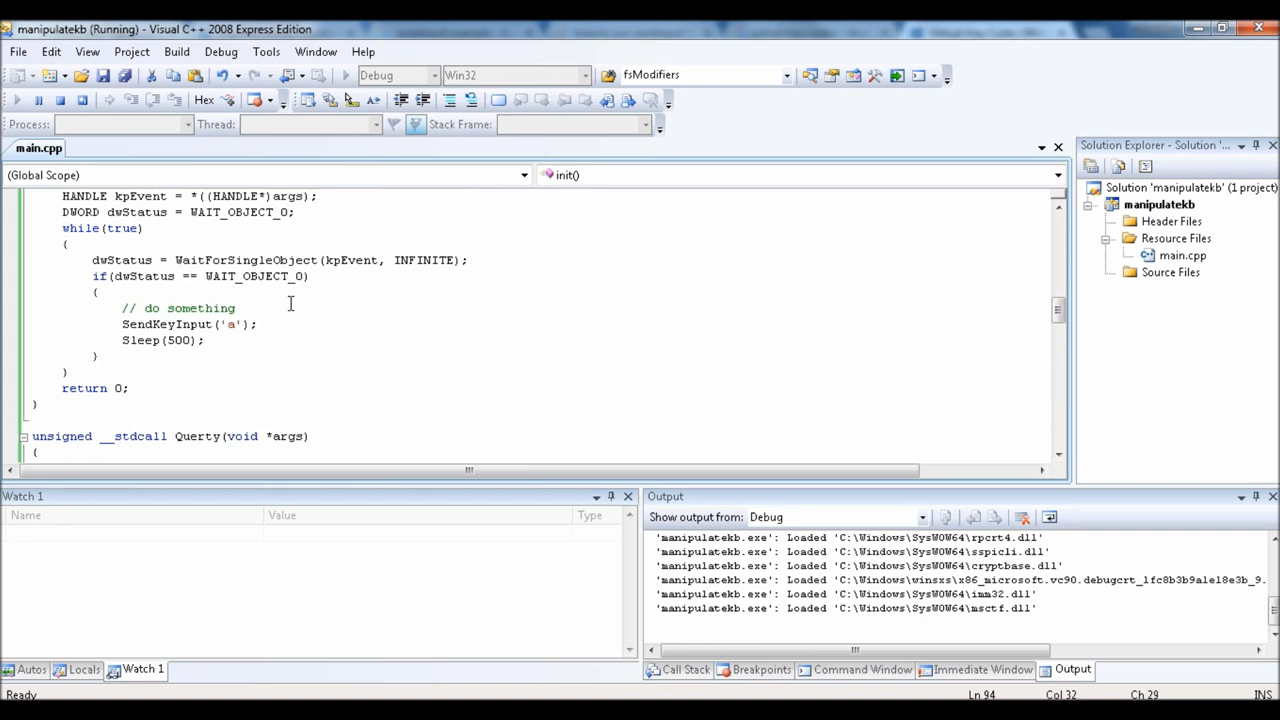 manipulatekb (Running) - Visual C++ 2008 Express Edition
File Edit View Project Build Debug Tools Window Help
Debug Win32 fsModifiers
Hex
Process: Thread: Stack Frame:
main.cpp
(Global Scope) init()
HANDLE kpEvent = *((HANDLE*)args);
DWORD dwStatus = WAIT_OBJECT_0;
while(true)
{
dwStatus = WaitForSingleObject(kpEvent, INFINITE);
if(dwStatus == WAIT_OBJECT_0)
{
// do something
SendKeyInput('a');
Sleep(500);
}
}
return 0;
}
unsigned __stdcall Querty(void *args)
{
Solution Explorer - Solution '...
Solution 'manipulatekb' (1 project)
manipulatekb
Header Files
Resource Files
main.cpp
Source Files
Watch 1
Name Value Type
Output
Show output from: Debug
'manipulatekb.exe': Loaded 'C:\Windows\SysWOW64\rpcrt4.dll'
'manipulatekb.exe': Loaded 'C:\Windows\SysWOW64\sspicli.dll'
'manipulatekb.exe': Loaded 'C:\Windows\SysWOW64\cryptbase.dll'
'manipulatekb.exe': Loaded 'C:\Windows\winsxs\x86_microsoft.vc90.debugcrt_1fc8b3b9a1e18e3b_9.
'manipulatekb.exe': Loaded 'C:\Windows\SysWOW64\imm32.dll'
'manipulatekb.exe': Loaded 'C:\Windows\SysWOW64\msctf.dll'
Autos Locals Watch 1
Call Stack Breakpoints Command Window Immediate Window Output
Ready Ln 94 Col 32 Ch 29 INS